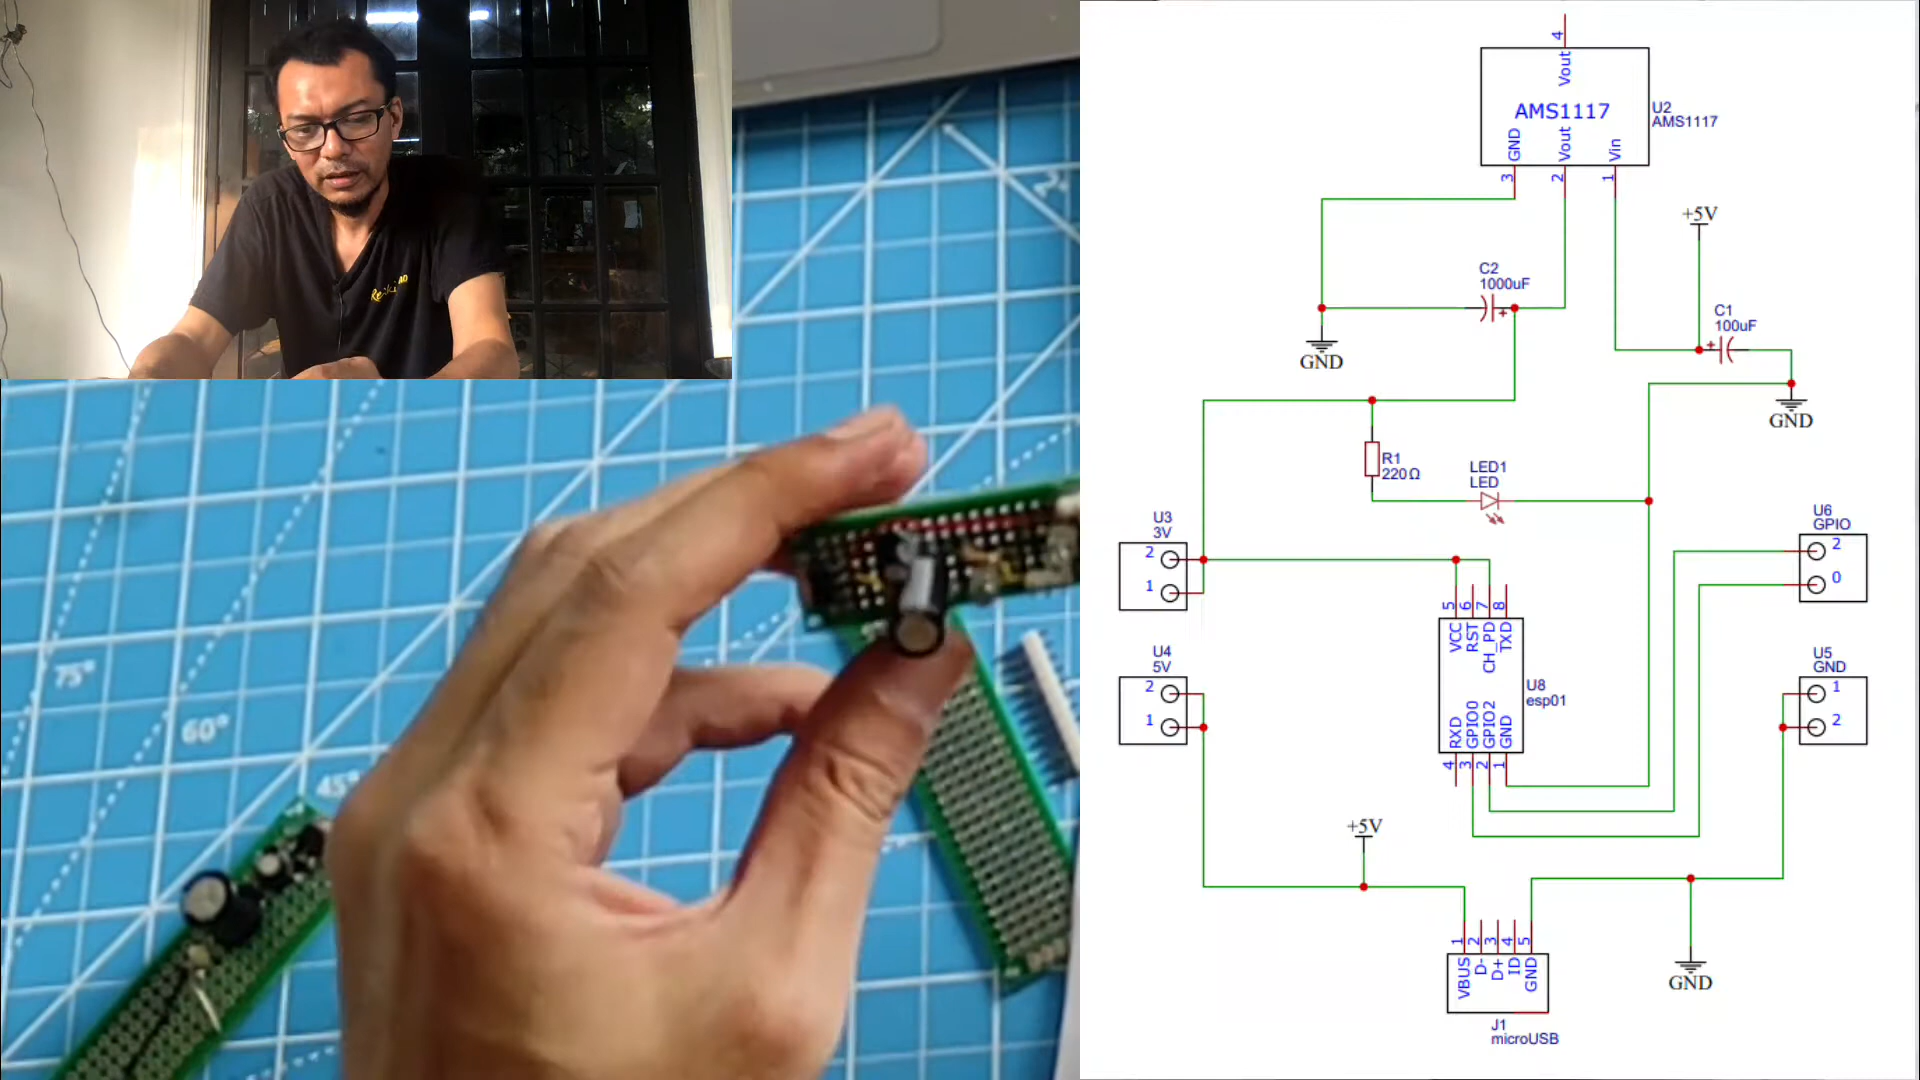 75°
60°
45°
4
Vout
AMS1117
GND
Vout
Vin
3
2
1
U2
AMS1117
+5V
C2
1000uF
+
GND
C1
100uF
+
GND
R1
220Ω
LED1
LED
U3
3V
2
1
U6
GPIO
2
0
5
6
7
8
VCC
RST
CH_PD
TXD
U8
esp01
RXD
GPIO0
GPIO2
GND
4
3
2
1
U4
5V
2
1
U5
GND
1
2
+5V
1
2
3
4
5
VBUS
D-
D+
ID
GND
GND
J1
microUSB